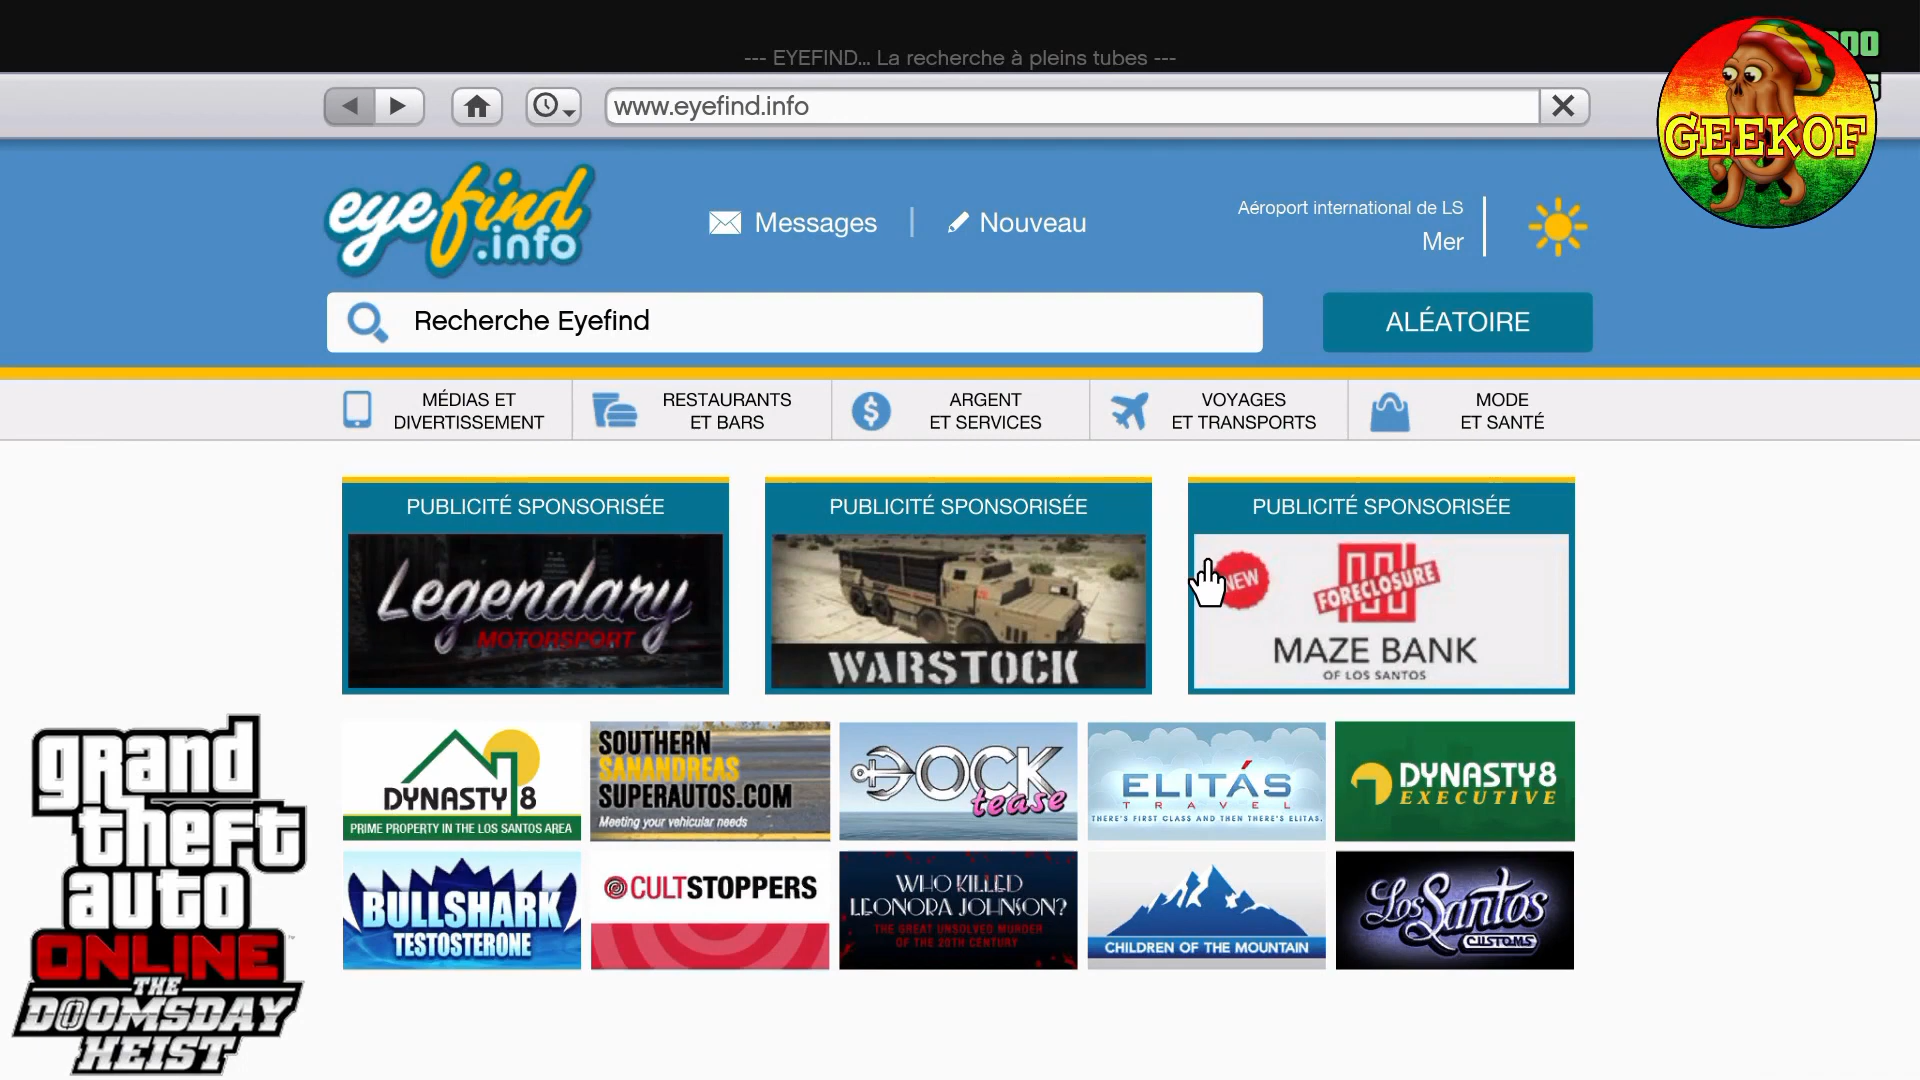 --- EYEFIND... La recherche à pleins tubes ---
www.eyefind.info
GEEKOF
eyefind
.info
Messages
Nouveau
Aéroport international de LS
Mer
Recherche Eyefind
ALÉATOIRE
MÉDIAS ET
DIVERTISSEMENT
RESTAURANTS
ET BARS
ARGENT
ET SERVICES
VOYAGES
ET TRANSPORTS
MODE
ET SANTÉ
PUBLICITÉ SPONSORISÉE
Legendary
MOTORSPORT
PUBLICITÉ SPONSORISÉE
WARSTOCK
PUBLICITÉ SPONSORISÉE
NEW
FORECLOSURE
MAZE BANK
OF LOS SANTOS
DYNASTY 8
PRIME PROPERTY IN THE LOS SANTOS AREA
SOUTHERN
SANANDREAS
SUPERAUTOS.COM
Meeting your vehicular needs
DOCK
tease
ELITÁS
TRAVEL
THERE'S FIRST CLASS AND THEN THERE'S ELITAS.
DYNASTY 8
EXECUTIVE
BULLSHARK
TESTOSTERONE
CULTSTOPPERS
WHO KILLED
LEONORA JOHNSON?
THE GREAT UNSOLVED MURDER
OF THE 20TH CENTURY
CHILDREN OF THE MOUNTAIN
Los Santos
CUSTOMS
grand
theft
auto
ONLINE
THE
DOOMSDAY
HEIST